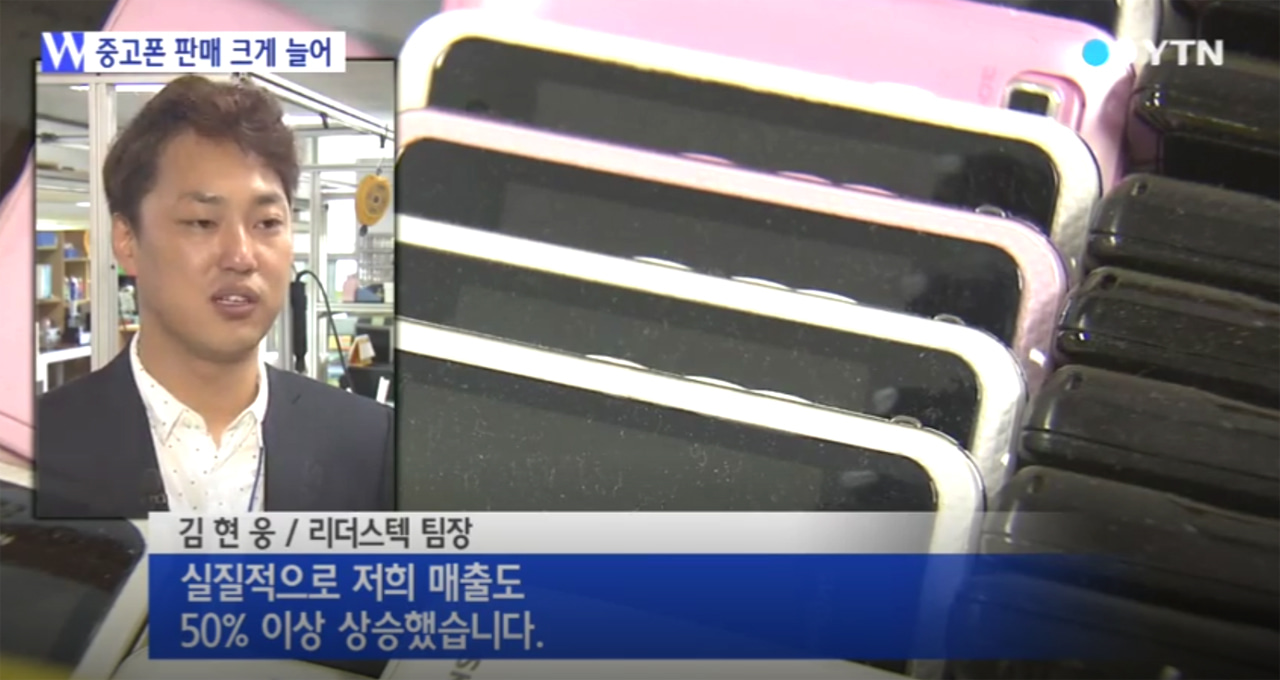 W 중고폰 판매 크게 늘어
YTN
김현웅 / 리더스텍 팀장
실질적으로 저희 매출도
50% 이상 상승했습니다.